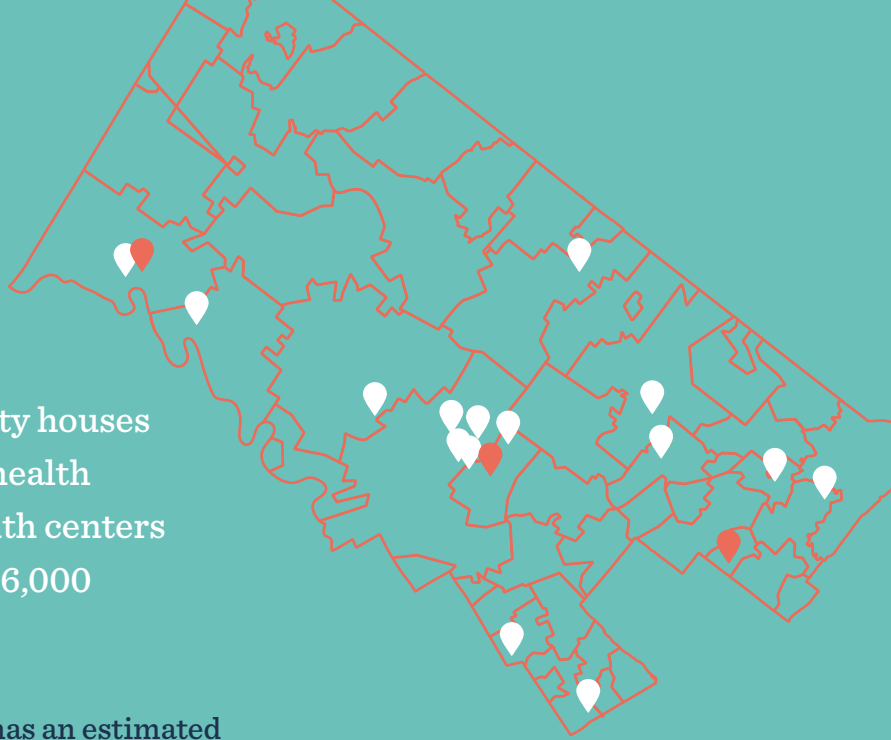 ty houses
health
th centers
6,000
has an estimated